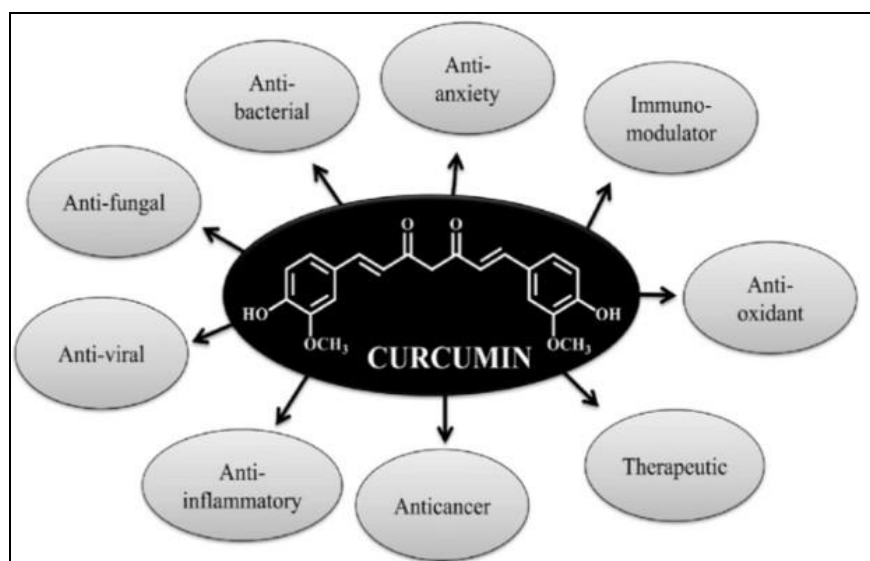 Anti-
bacterial
Anti-
anxiety
Immuno-
modulator
Anti-fungal
Anti-
oxidant
Anti-viral
O
O
HO
OCH3
OCH3
OH
CURCUMIN
Anti-
inflammatory
Anticancer
Therapeutic